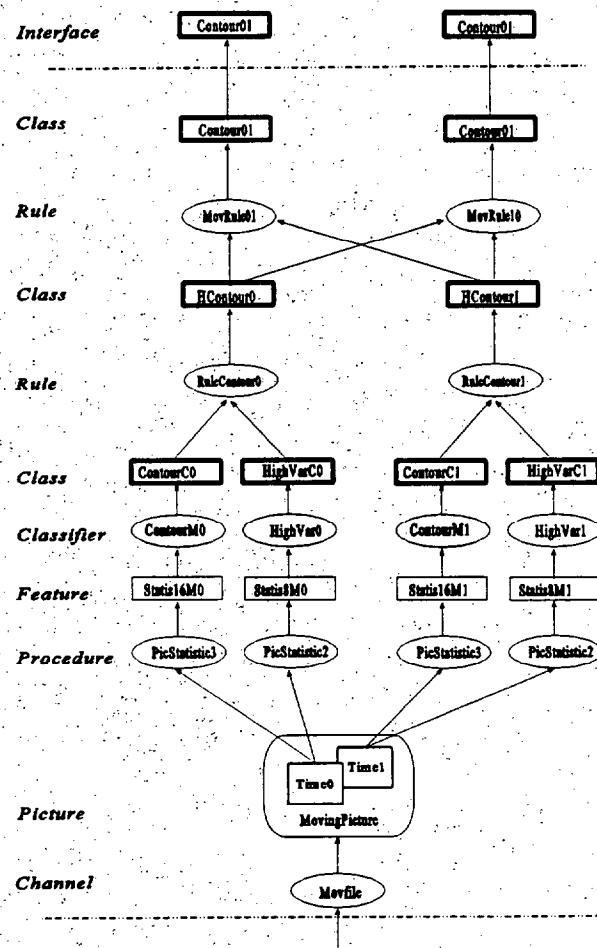 Interface Contour01 Contour01
Class Contour01 Contour01
Rule MovRule01 MovRule10
Class HContour0 HContour1
Rule RuleContour0 RuleContour1
Class ContourC0 HighVarC0 ContourC1 HighVarC1
Classifier ContourM0 HighVar0 ContourM1 HighVar1
Feature Statis16M0 Statis8M0 Statis16M1 Statis8M1
Procedure PicStatistic3 PicStatistic2 PicStatistic3 PicStatistic2
Time1
Time0
Picture MovingPicture
Channel Movfile